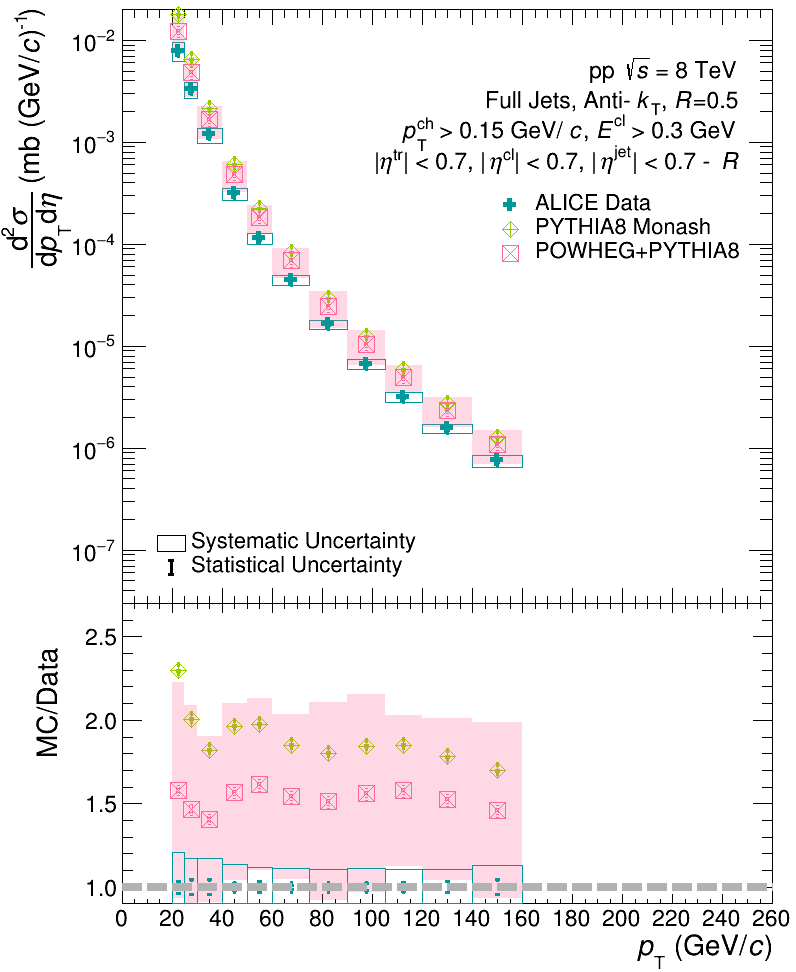 d²σ/dp_T dη (mb (GeV/c)⁻¹)
10⁻²
10⁻³
10⁻⁴
10⁻⁵
10⁻⁶
10⁻⁷
pp √s = 8 TeV
Full Jets, Anti- k_T, R=0.5
p_T^ch > 0.15 GeV/ c, E^cl > 0.3 GeV
|η^tr| < 0.7, |η^cl| < 0.7, |η^jet| < 0.7 - R
ALICE Data
PYTHIA8 Monash
POWHEG+PYTHIA8
Systematic Uncertainty
Statistical Uncertainty
MC/Data
2.5
2.0
1.5
1.0
0 20 40 60 80 100 120 140 160 180 200 220 240 260
p_T (GeV/c)